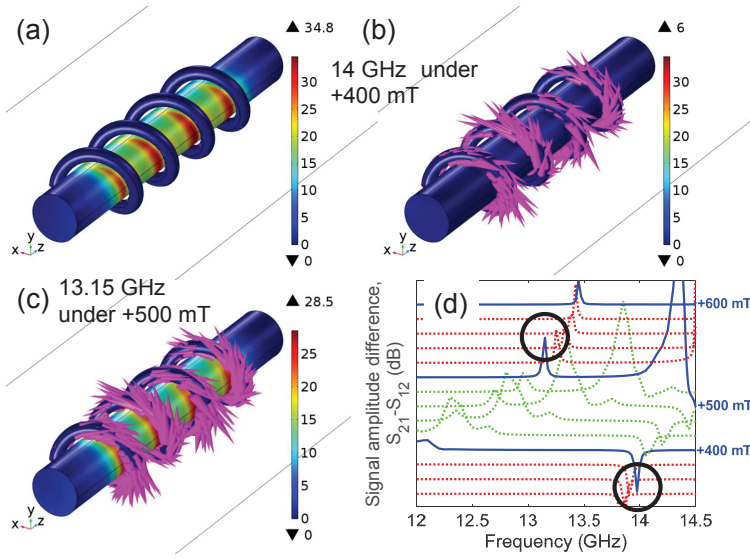 (a)
34.8
30
25
20
15
10
5
0
0
y
x
z
14 GHz under
+400 mT
(b)
6
30
25
20
15
10
5
0
0
y
x
z
(c)
13.15 GHz
under +500 mT
28.5
25
20
15
10
5
0
0
y
x
z
(d)
Signal amplitude difference,
S21-S12 (dB)
+600 mT
+500 mT
+400 mT
12
12.5
13
13.5
14
14.5
Frequency (GHz)